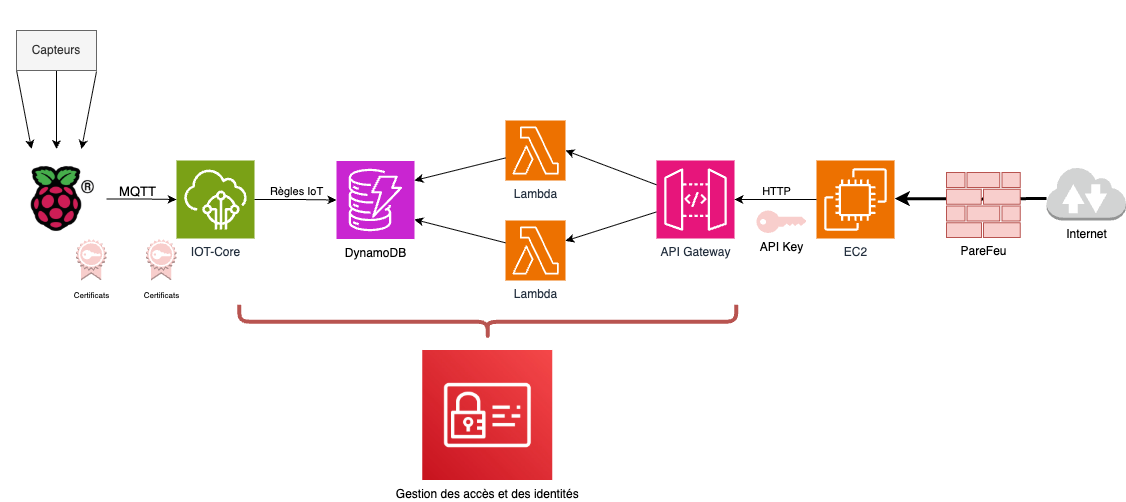 Capteurs
®
MQTT
Règles IoT
HTTP
API Key
IOT-Core
DynamoDB
Lambda
Lambda
API Gateway
EC2
PareFeu
Internet
Certificats
Certificats
Gestion des accès et des identités